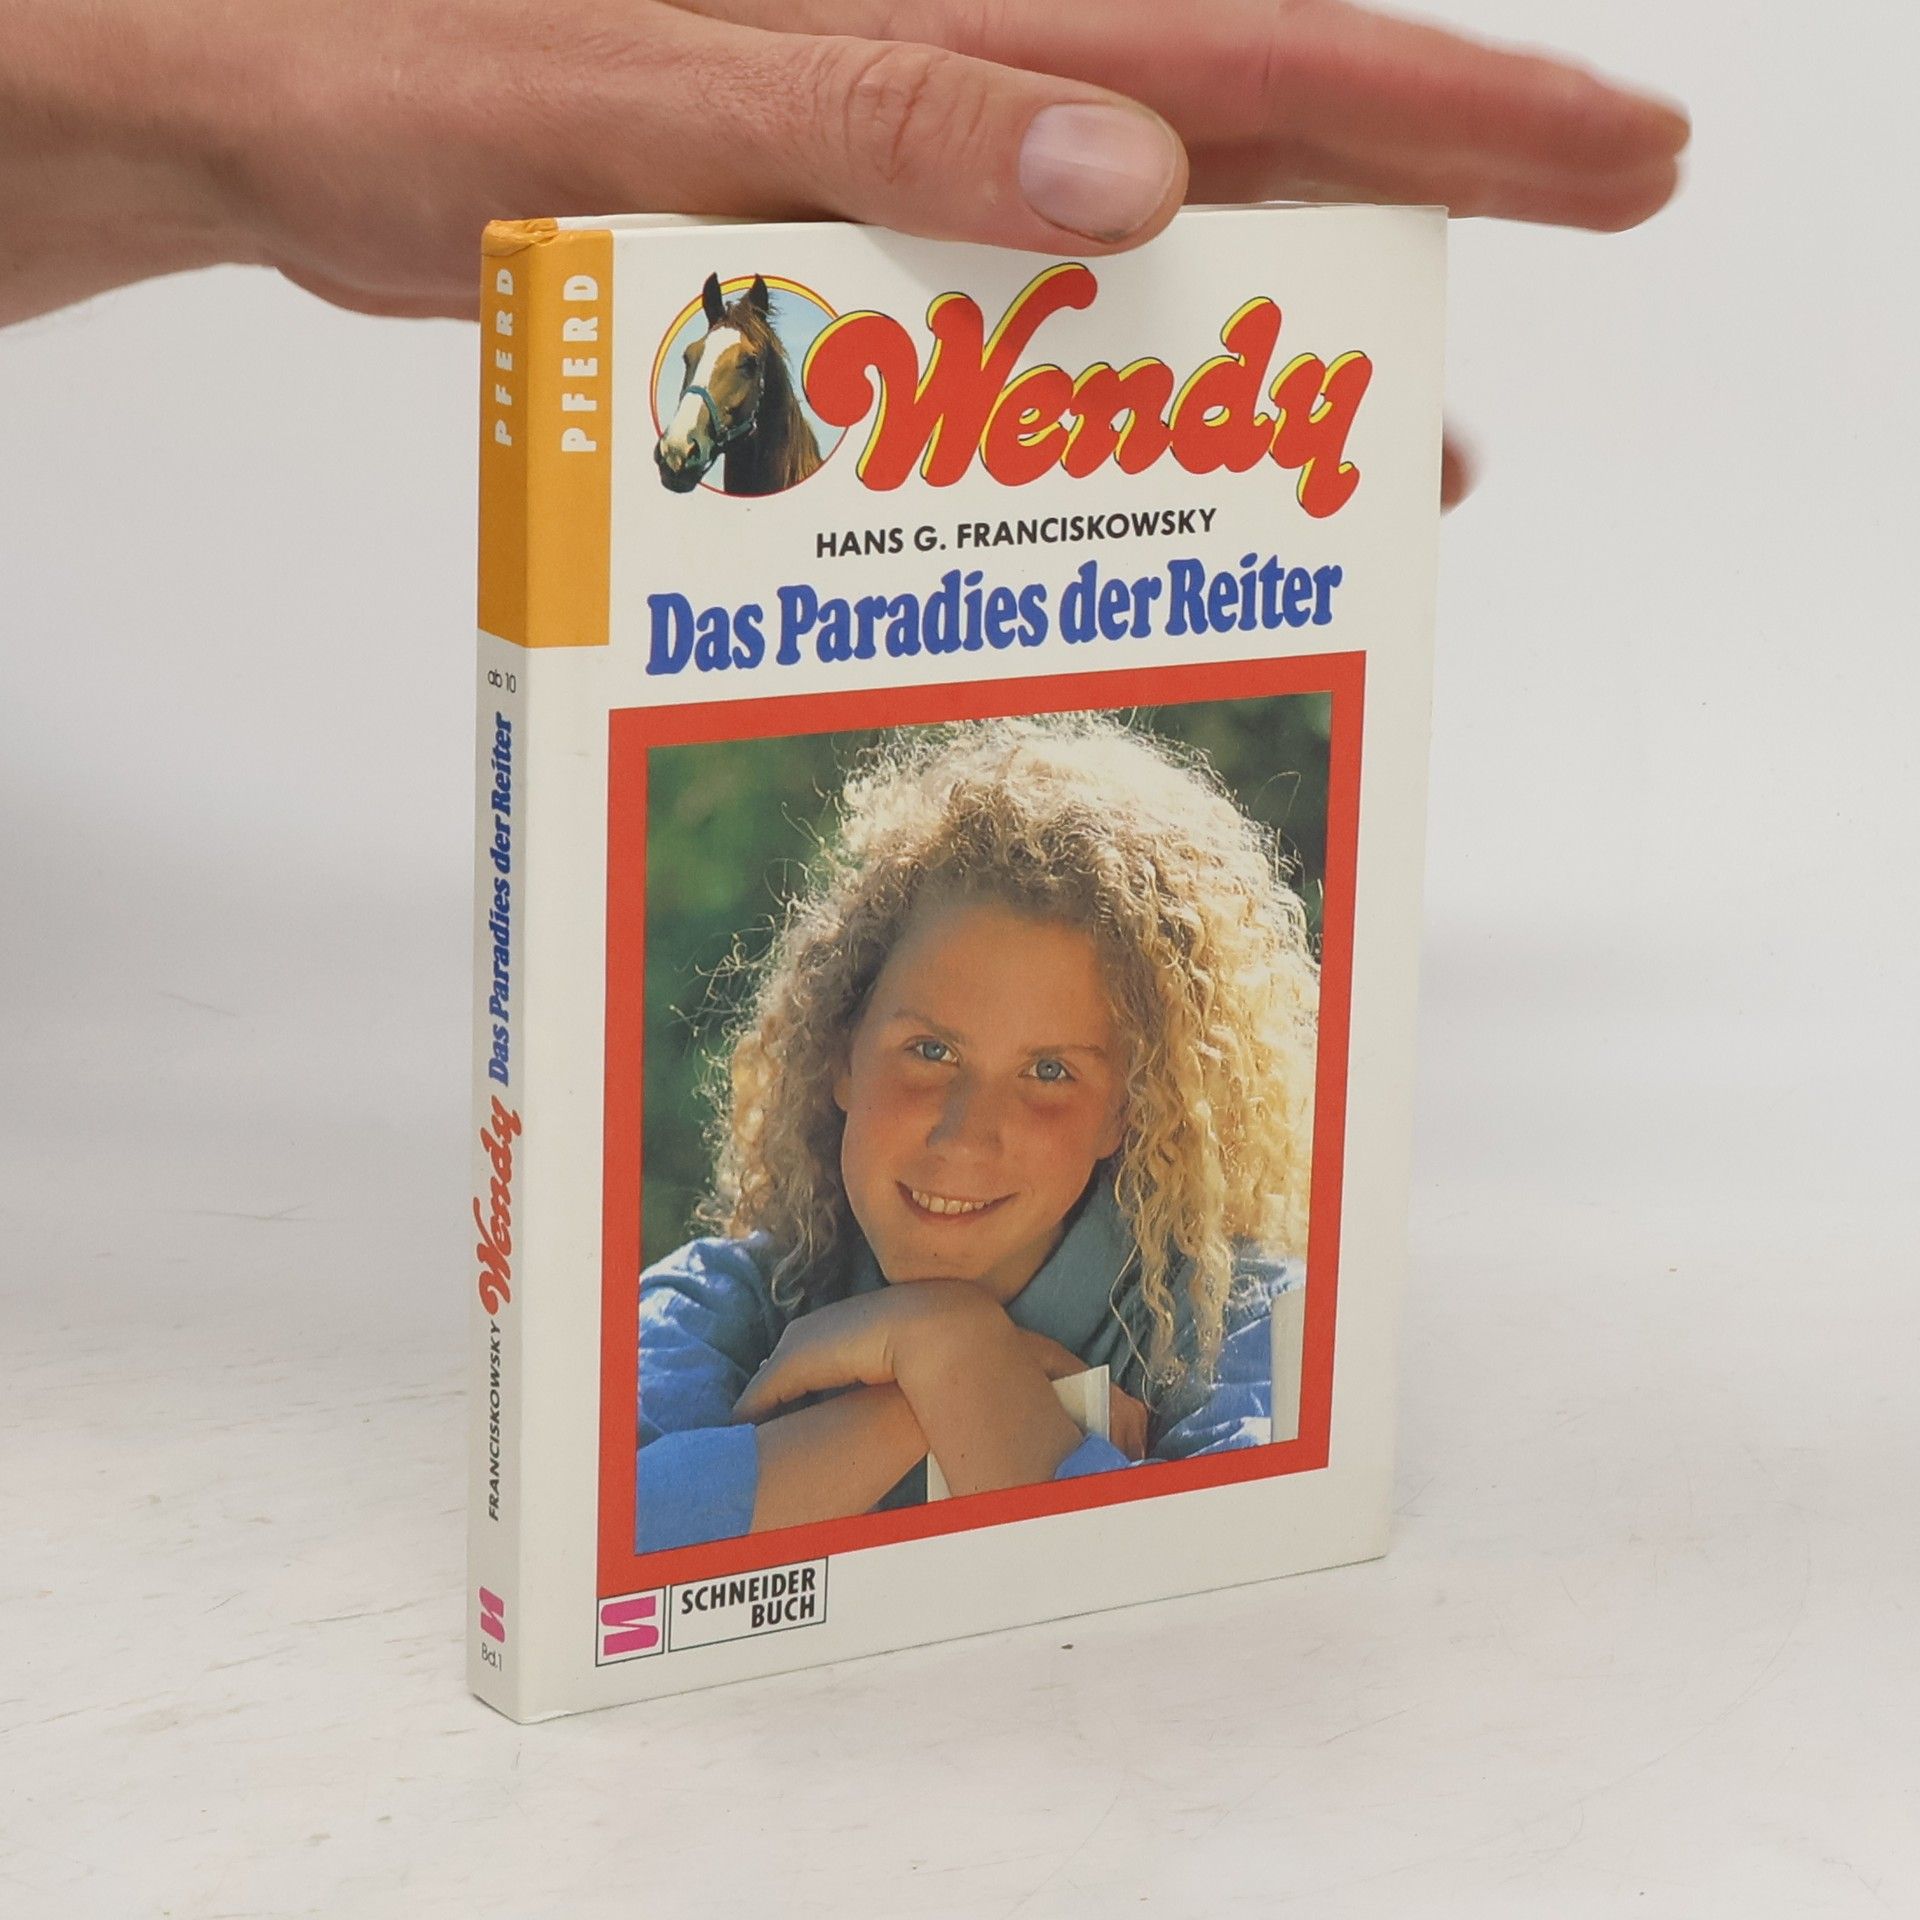 PFERD
PFERD
Wendy
HANS G. FRANCISKOWSKY
Das Paradies der Reiter
ab 10
FRANCISKOWSKY Wendy Das Paradies der Reiter
Bd.1
SCHNEIDER
BUCH